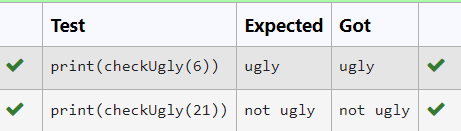 Test Expected Got
print(checkUgly(6)) ugly ugly
print(checkUgly(21)) not ugly not ugly